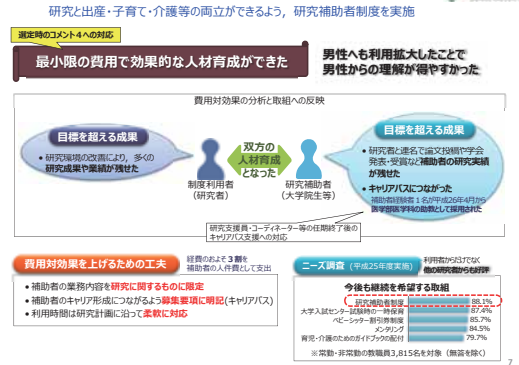 研究と出産・子育て・介護等の両立ができるよう，研究補助者制度を実施
選定時のコメント4への対応
最小限の費用で効果的な人材育成ができた
男性へも利用拡大したことで
男性からの理解が得やすかった
費用対効果の分析と取組への反映
目標を超える成果
• 研究環境の改善により，多くの
研究成果や業績が残せた
双方の
人材育成
となった
制度利用者
(研究者)
研究補助者
(大学院生等)
目標を超える成果
• 研究者と連名で論文投稿や学会
発表・受賞など補助者の研究実績
が残せた
• キャリアパスにつながった
補助者経験者１名が平成26年4月から
医学部医学科の助教として採用された
研究支援員・コーディネーター等の任期終了後の
キャリアパス支援への対応
費用対効果を上げるための工夫
経費のおよそ3割を
補助者の人件費として支出
• 補助者の業務内容を研究に関するものに限定
• 補助者のキャリア形成につながるよう募集要項に明記(キャリアパス)
• 利用時間は研究計画に沿って柔軟に対応
ニーズ調査 (平成25年度実施)
利用者からだけでなく
他の研究者からも好評
今後も継続を希望する取組
研究補助者制度 88.1%
大学入試センター試験時の一時保育 87.4%
ベビーシッター割引券制度 85.7%
メンタリング 84.5%
育児・介護のためのガイドブックの配付 79.7%
※常勤・非常勤の教職員3,815名を対象（無答を除く）
7